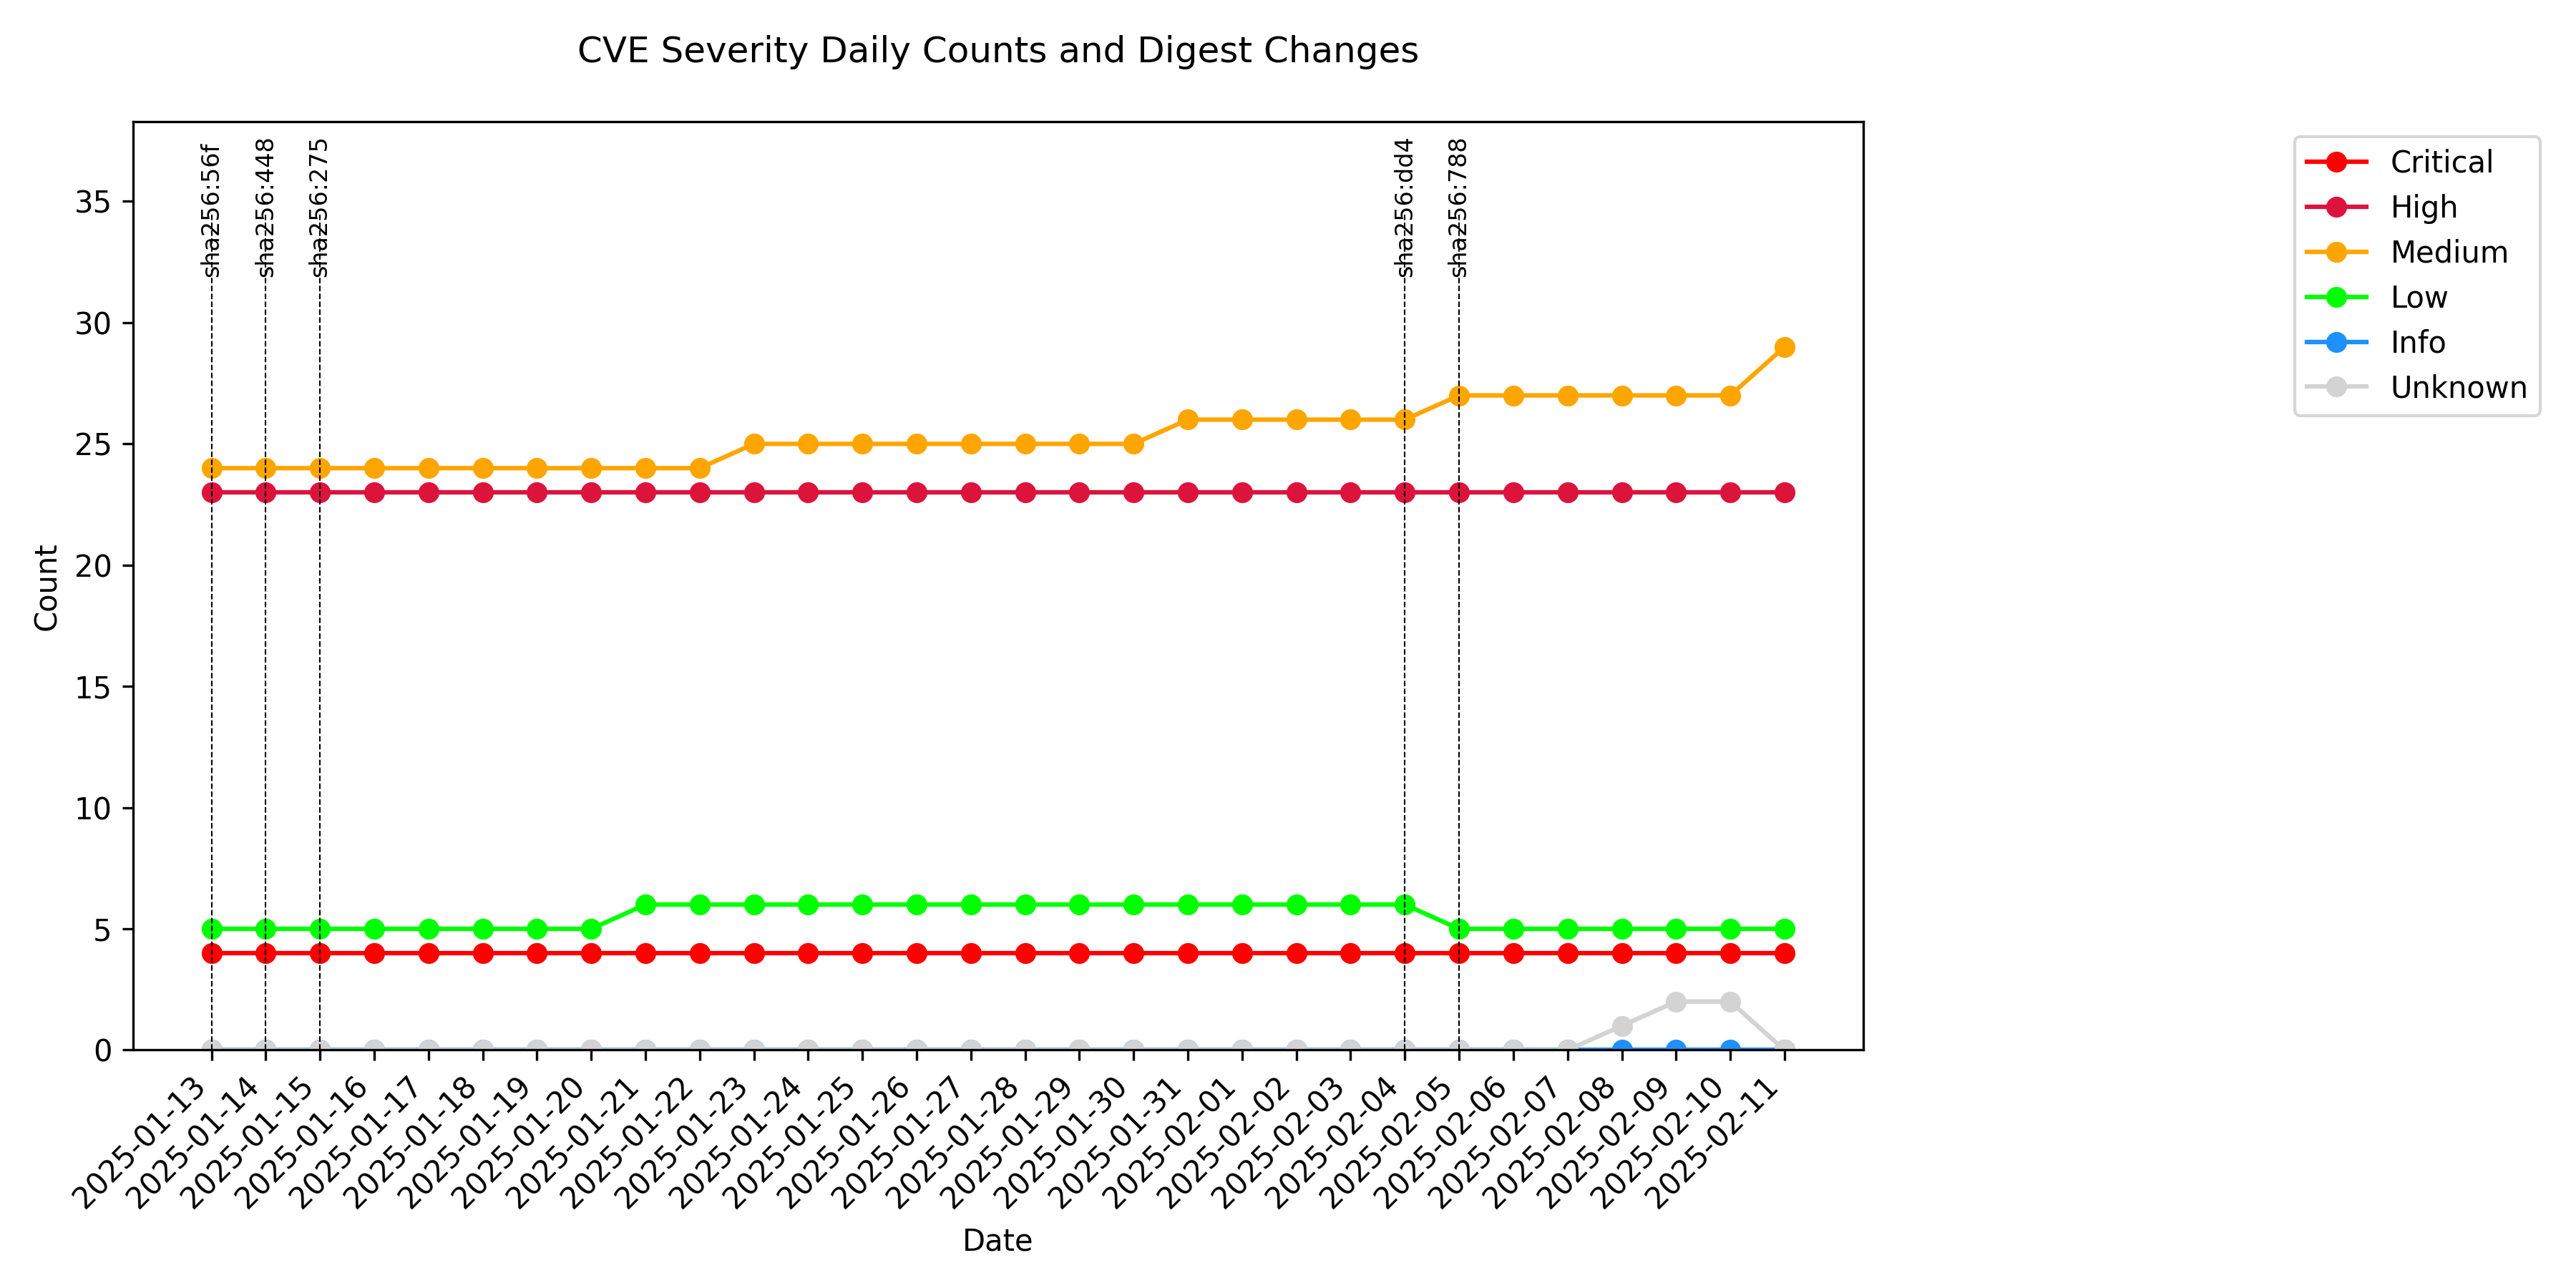 CVE Severity Daily Counts and Digest Changes
sha256:56f
sha256:448
sha256:275
sha256:dd4
sha256:788
Critical
High
Medium
Low
Info
Unknown
Count
35
30
25
20
15
10
5
0
2025-01-13
2025-01-14
2025-01-15
2025-01-16
2025-01-17
2025-01-18
2025-01-19
2025-01-20
2025-01-21
2025-01-22
2025-01-23
2025-01-24
2025-01-25
2025-01-26
2025-01-27
2025-01-28
2025-01-29
2025-01-30
2025-01-31
2025-02-01
2025-02-02
2025-02-03
2025-02-04
2025-02-05
2025-02-06
2025-02-07
2025-02-08
2025-02-09
2025-02-10
2025-02-11
Date